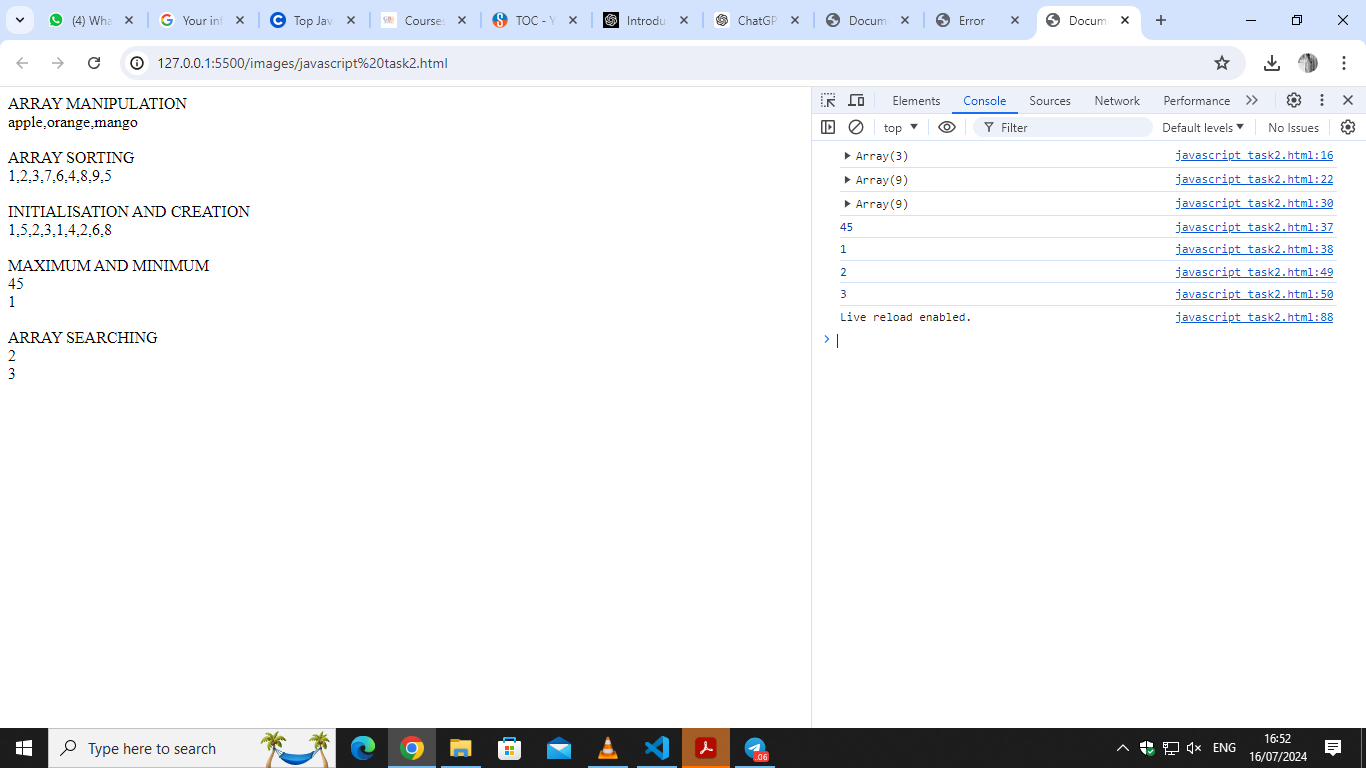 (4) Wha
Your inf
Top Jav
Course
TOC - Y
Introdu
ChatGP
Docum
Error
Docum
127.0.0.1:5500/images/javascript%20task2.html
ARRAY MANIPULATION
apple,orange,mango
ARRAY SORTING
1,2,3,7,6,4,8,9,5
INITIALISATION AND CREATION
1,5,2,3,1,4,2,6,8
MAXIMUM AND MINIMUM
45
1
ARRAY SEARCHING
2
3
Elements Console Sources Network Performance
top Filter Default levels No Issues
Array(3) javascript task2.html:16
Array(9) javascript task2.html:22
Array(9) javascript task2.html:30
45 javascript task2.html:37
1 javascript task2.html:38
2 javascript task2.html:49
3 javascript task2.html:50
Live reload enabled. javascript task2.html:88
Type here to search
.06
ENG
16:52
16/07/2024